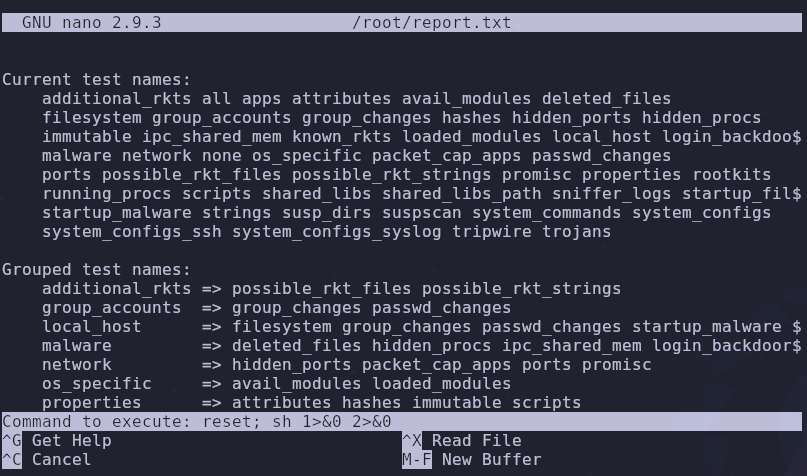 GNU nano 2.9.3 /root/report.txt
Current test names:
additional_rkts all apps attributes avail_modules deleted_files
filesystem group_accounts group_changes hashes hidden_ports hidden_procs
immutable ipc_shared_mem known_rkts loaded_modules local_host login_backdoo$
malware network none os_specific packet_cap_apps passwd_changes
ports possible_rkt_files possible_rkt_strings promisc properties rootkits
running_procs scripts shared_libs shared_libs_path sniffer_logs startup_fil$
startup_malware strings susp_dirs suspscan system_commands system_configs
system_configs_ssh system_configs_syslog tripwire trojans
Grouped test names:
additional_rkts => possible_rkt_files possible_rkt_strings
group_accounts => group_changes passwd_changes
local_host => filesystem group_changes passwd_changes startup_malware $
malware => deleted_files hidden_procs ipc_shared_mem login_backdoor$
network => hidden_ports packet_cap_apps ports promisc
os_specific => avail_modules loaded_modules
properties => attributes hashes immutable scripts
Command to execute: reset; sh 1>&0 2>&0
^G Get Help ^X Read File
^C Cancel M-F New Buffer